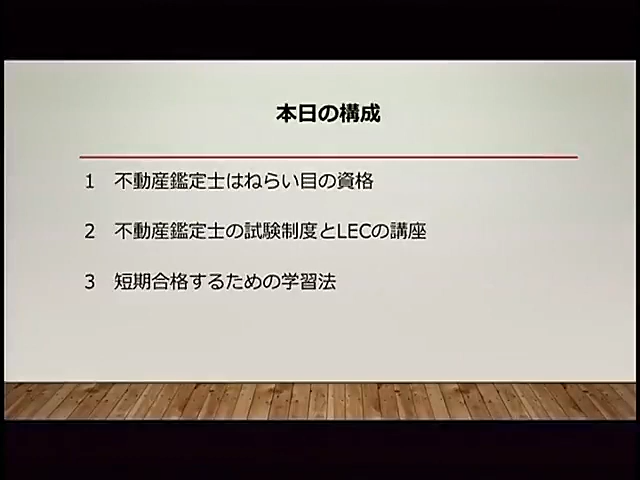 本日の構成
1 不動産鑑定士はねらい目の資格
2 不動産鑑定士の試験制度とLECの講座
3 短期合格するための学習法